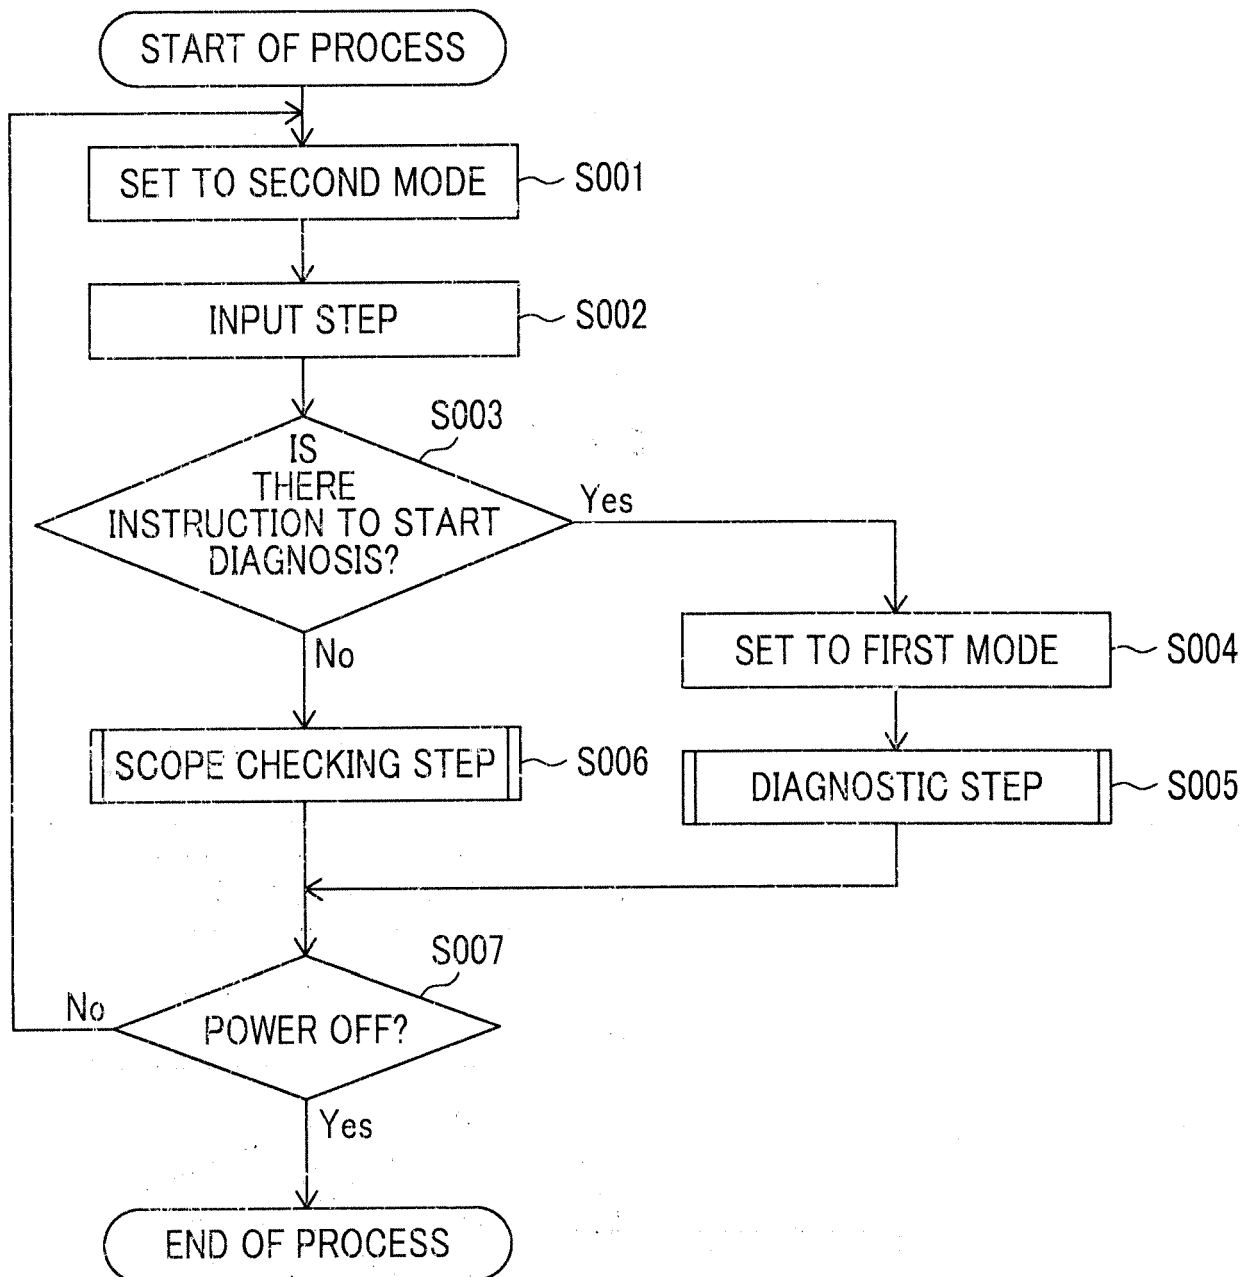 START OF PROCESS
SET TO SECOND MODE
S001
INPUT STEP
S002
S003
IS
THERE
INSTRUCTION TO START
DIAGNOSIS?
Yes
No
SET TO FIRST MODE
S004
SCOPE CHECKING STEP
S006
DIAGNOSTIC STEP
S005
S007
No
POWER OFF?
Yes
END OF PROCESS